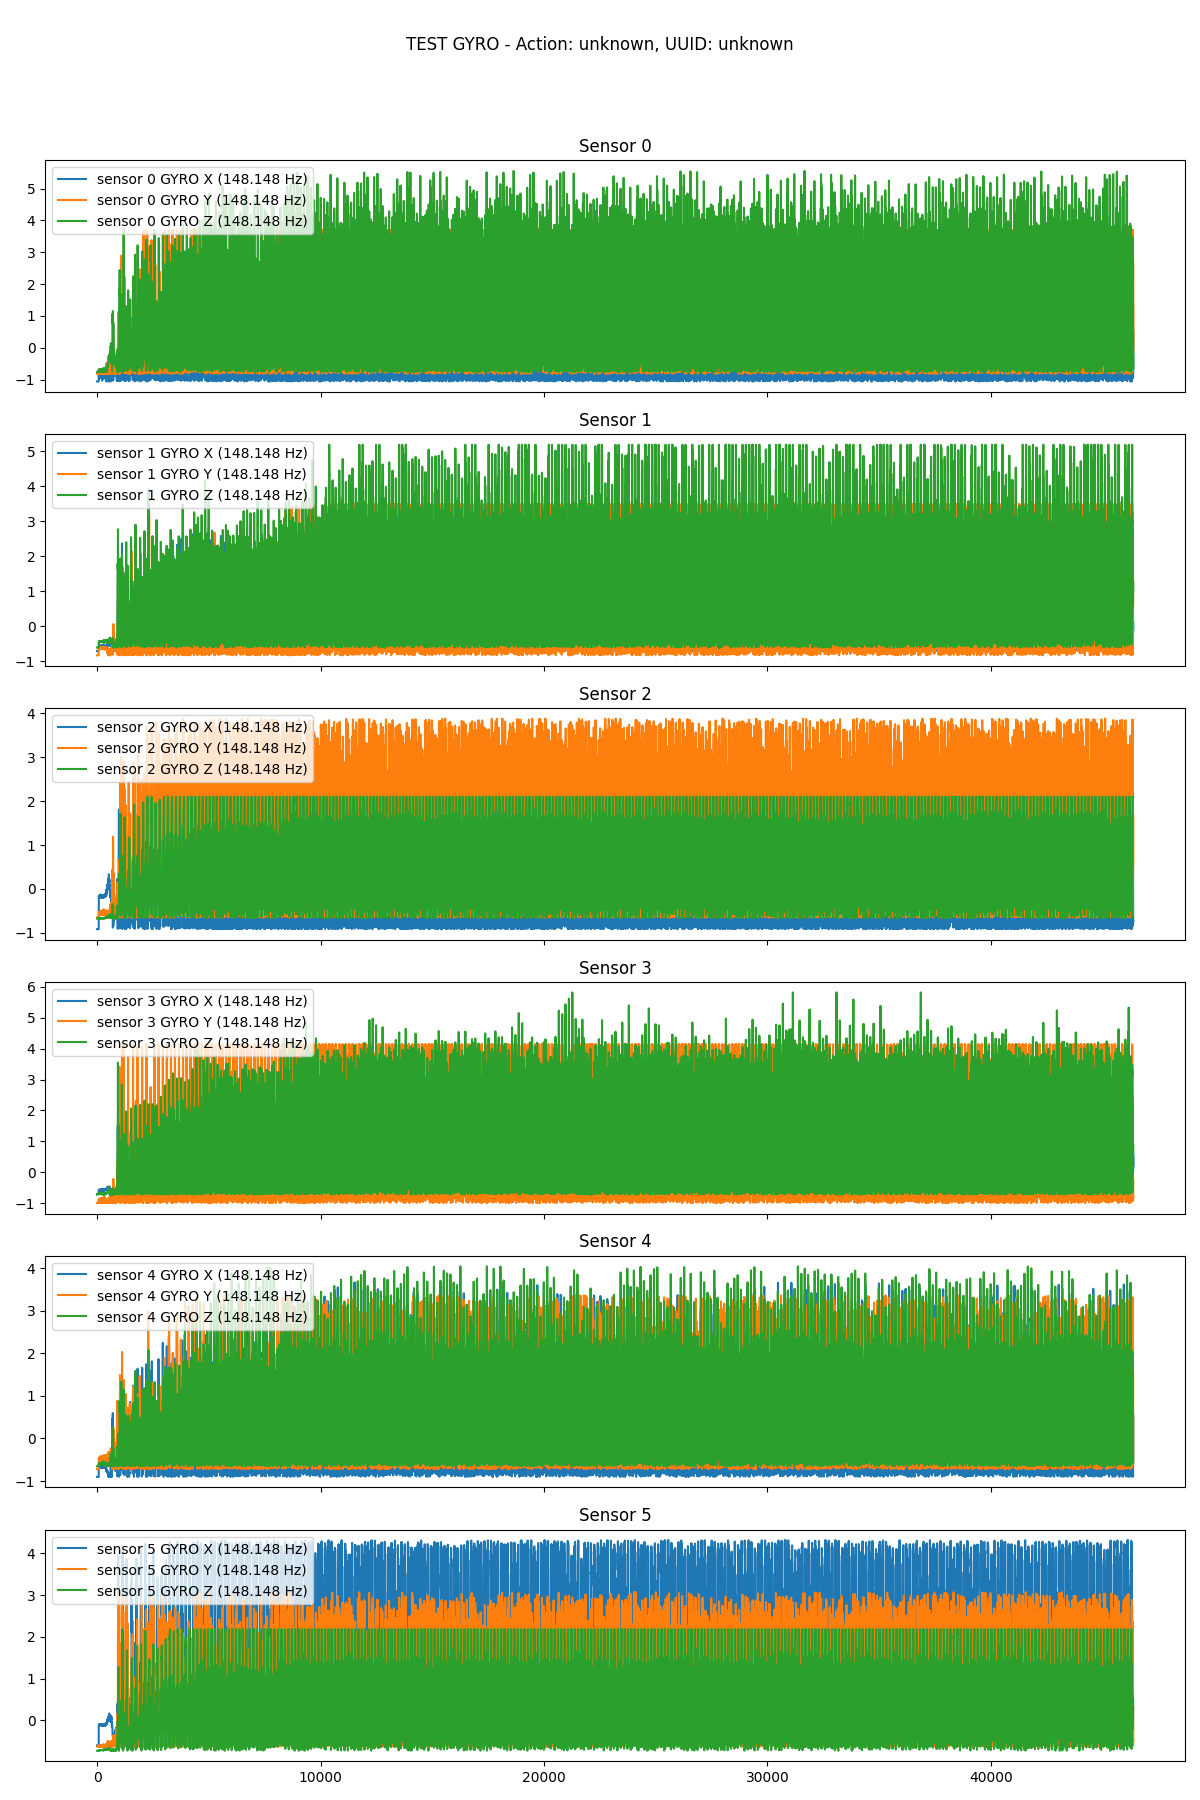 TEST GYRO - Action: unknown, UUID: unknown
Sensor 0
sensor 0 GYRO X (148.148 Hz)
sensor 0 GYRO Y (148.148 Hz)
sensor 0 GYRO Z (148.148 Hz)
5
4
3
2
1
0
−1
Sensor 1
sensor 1 GYRO X (148.148 Hz)
sensor 1 GYRO Y (148.148 Hz)
sensor 1 GYRO Z (148.148 Hz)
5
4
3
2
1
0
−1
Sensor 2
sensor 2 GYRO X (148.148 Hz)
sensor 2 GYRO Y (148.148 Hz)
sensor 2 GYRO Z (148.148 Hz)
4
3
2
1
0
−1
Sensor 3
sensor 3 GYRO X (148.148 Hz)
sensor 3 GYRO Y (148.148 Hz)
sensor 3 GYRO Z (148.148 Hz)
6
5
4
3
2
1
0
−1
Sensor 4
sensor 4 GYRO X (148.148 Hz)
sensor 4 GYRO Y (148.148 Hz)
sensor 4 GYRO Z (148.148 Hz)
4
3
2
1
0
−1
Sensor 5
sensor 5 GYRO X (148.148 Hz)
sensor 5 GYRO Y (148.148 Hz)
sensor 5 GYRO Z (148.148 Hz)
4
3
2
1
0
0 10000 20000 30000 40000